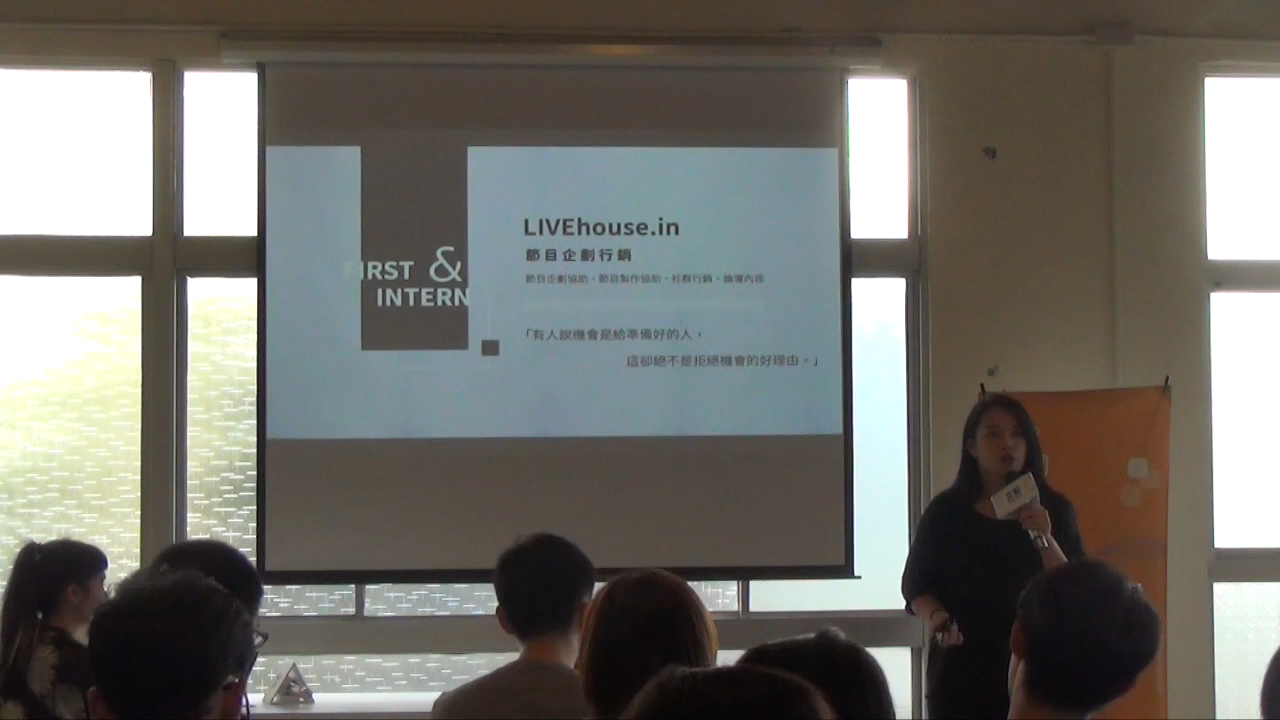 FIRST &
INTERN
LIVEhouse.in
節目企劃行銷
節目企劃協助、節目製作協助、社群行銷、論壇內容
「有人說機會是給準備好的人，
這卻絕不是拒絕機會的好理由。」